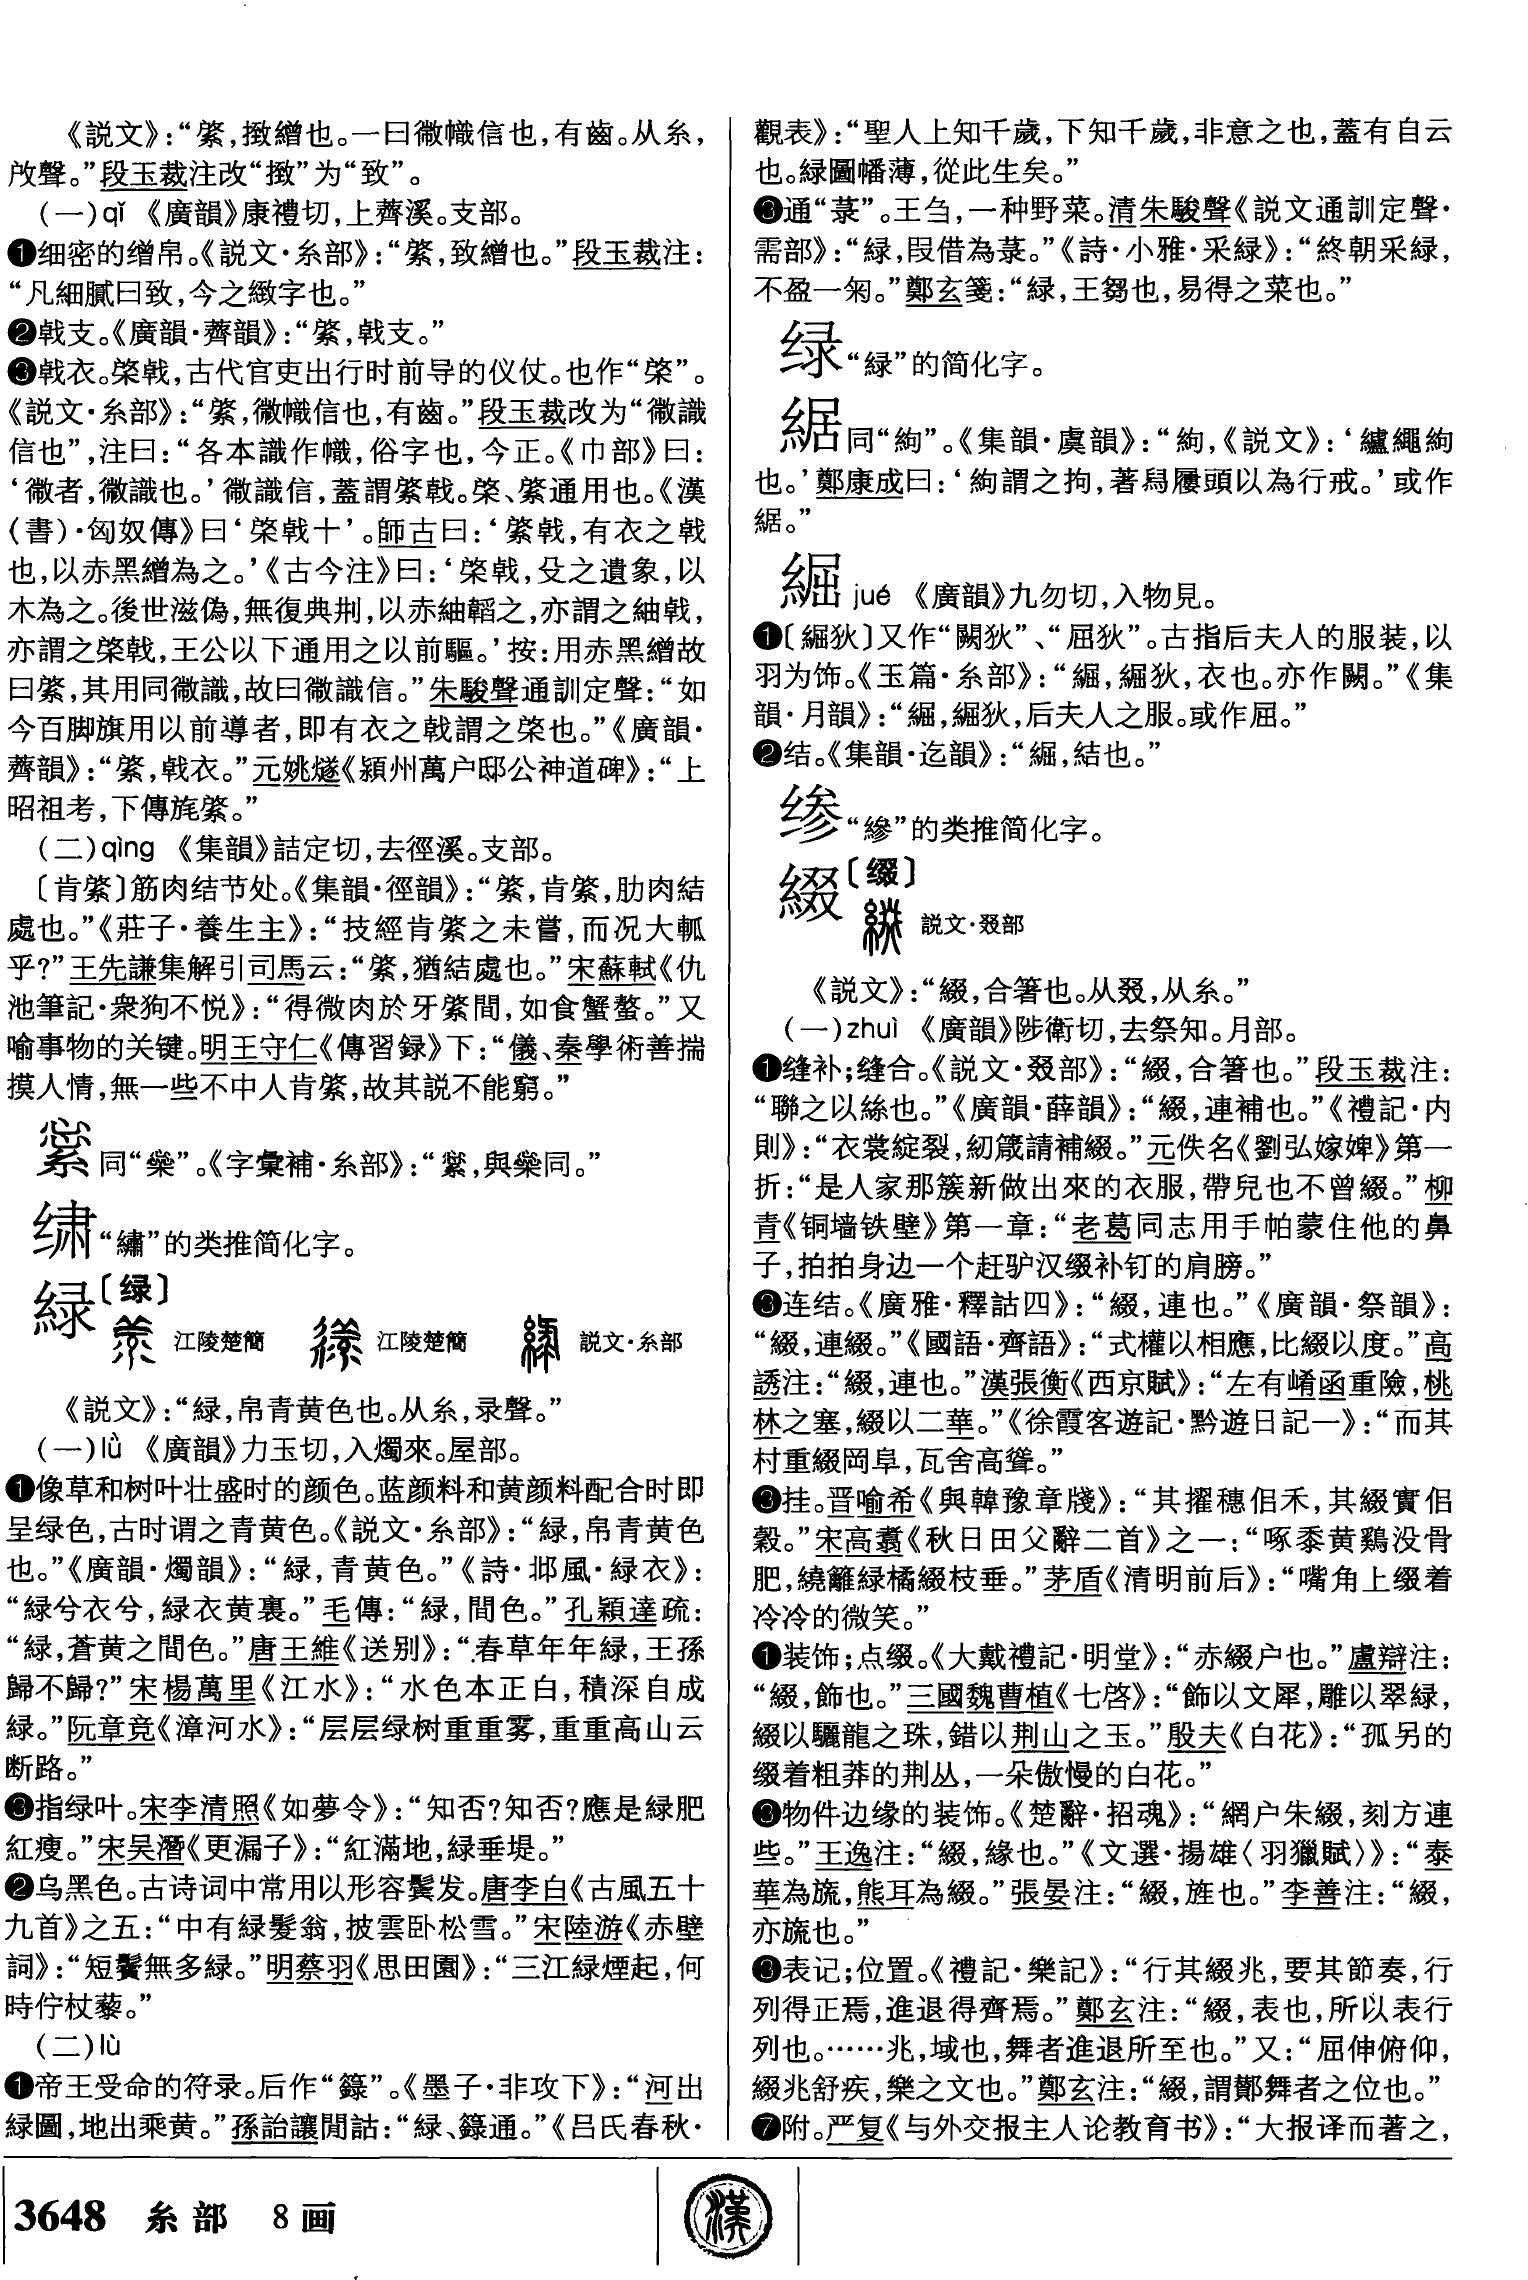 《説文》：“綮，㨖繒也。一曰徽幟信也，有齒。从糸，
𢼄聲。”段玉裁注改“㨖”为“致”。
（一）qǐ 《廣韻》康禮切，上薺溪。支部。
❶细密的缯帛。《説文·糸部》：“綮，致繒也。”段玉裁注：
“凡細膩曰致，今之緻字也。”
❷戟支。《廣韻·薺韻》：“綮，戟支。”
❸戟衣。棨戟，古代官吏出行时前导的仪仗。也作“棨”。
《説文·糸部》：“綮，徽幟信也，有齒。”段玉裁改为“徽識
信也”，注曰：“各本識作幟，俗字也，今正。《巾部》曰：
‘徽者，徽識也。’徽識信，蓋謂綮戟。棨、綮通用也。《漢
（書）·匈奴傳》曰‘棨戟十’。師古曰：‘綮戟，有衣之戟
也，以赤黑繒為之。’《古今注》曰：‘棨戟，殳之遺象，以
木為之。後世滋偽，無復典刑，以赤紬韜之，亦謂之紬戟，
亦謂之棨戟，王公以下通用之以前驅。’按：用赤黑繒故
曰綮，其用同徽識，故曰徽識信。”朱駿聲通訓定聲：“如
今百脚旗用以前導者，即有衣之戟謂之棨也。”《廣韻·
薺韻》：“綮，戟衣。”元姚燧《潁州萬户邸公神道碑》：“上
昭祖考，下傳旄綮。”
（二）qìng 《集韻》詰定切，去徑溪。支部。
〔肯綮〕筋肉结节处。《集韻·徑韻》：“綮，肯綮，肋肉結
處也。”《莊子·養生主》：“技經肯綮之未嘗，而况大軱
乎？”王先謙集解引司馬云：“綮，猶結處也。”宋蘇軾《仇
池筆記·衆狗不悦》：“得微肉於牙綮間，如食蟹螯。”又
喻事物的关键。明王守仁《傳習録》下：“儀、秦學術善揣
摸人情，無一些不中人肯綮，故其説不能窮。”
同“橤”。《字彙補·糸部》：“繠，與橤同。”
𫄴“繡”的类推简化字。
緑〔绿〕
江陵楚簡 江陵楚簡 説文·糸部
《説文》：“緑，帛青黄色也。从糸，录聲。”
（一）lǜ 《廣韻》力玉切，入燭來。屋部。
❶像草和树叶壮盛时的颜色。蓝颜料和黄颜料配合时即
呈绿色，古时谓之青黄色。《説文·糸部》：“緑，帛青黄色
也。”《廣韻·燭韻》：“緑，青黄色。”《詩·邶風·緑衣》：
“緑兮衣兮，緑衣黄裏。”毛傳：“緑，間色。”孔穎達疏：
“緑，蒼黄之間色。”唐王維《送别》：“春草年年緑，王孫
歸不歸？”宋楊萬里《江水》：“水色本正白，積深自成
緑。”阮章竞《漳河水》：“层层绿树重重雾，重重高山云
断路。”
❸指绿叶。宋李清照《如夢令》：“知否？知否？應是緑肥
紅瘦。”宋吴潛《更漏子》：“紅滿地，緑垂堤。”
❷乌黑色。古诗词中常用以形容鬓发。唐李白《古風五十
九首》之五：“中有緑髮翁，披雲卧松雪。”宋陸游《赤壁
詞》：“短鬢無多緑。”明蔡羽《思田園》：“三江緑煙起，何
時佇杖藜。”
（二）lù
❶帝王受命的符录。后作“籙”。《墨子·非攻下》：“河出
緑圖，地出乘黄。”孫詒讓閒詁：“緑、籙通。”《吕氏春秋·
觀表》：“聖人上知千歲，下知千歲，非意之也，蓋有自云
也。緑圖幡薄，從此生矣。”
❸通“菉”。王刍，一种野菜。清朱駿聲《説文通訓定聲·
需部》：“緑，叚借為菉。”《詩·小雅·采緑》：“終朝采緑，
不盈一匊。”鄭玄箋：“緑，王芻也，易得之菜也。”
绿“緑”的简化字。
䋧同“絇”。《集韻·虞韻》：“絇，《説文》：‘纑繩絇
也。’鄭康成曰：‘絇謂之拘，著舄屨頭以為行戒。’或作
䋧。”
䋉jué 《廣韻》九勿切，入物見。
❶〔䋉狄〕又作“闕狄”、“屈狄”。古指后夫人的服装，以
羽为饰。《玉篇·糸部》：“䋉，䋉狄，衣也。亦作闕。”《集
韻·月韻》：“䋉，䋉狄，后夫人之服。或作屈。”
❷结。《集韻·迄韻》：“䋉，結也。”
𰬸“縿”的类推简化字。
綴〔缀〕
説文·叕部
《説文》：“綴，合箸也。从叕，从糸。”
（一）zhuì 《廣韻》陟衛切，去祭知。月部。
❶缝补；缝合。《説文·叕部》：“綴，合箸也。”段玉裁注：
“聯之以絲也。”《廣韻·薛韻》：“綴，連補也。”《禮記·内
則》：“衣裳綻裂，紉箴請補綴。”元佚名《劉弘嫁婢》第一
折：“是人家那簇新做出來的衣服，帶兒也不曾綴。”柳
青《铜墙铁壁》第一章：“老葛同志用手帕蒙住他的鼻
子，拍拍身边一个赶驴汉缀补钉的肩膀。”
❸连结。《廣雅·釋詁四》：“綴，連也。”《廣韻·祭韻》：
“綴，連綴。”《國語·齊語》：“式權以相應，比綴以度。”高
誘注：“綴，連也。”漢張衡《西京賦》：“左有崤函重險，桃
林之塞，綴以二華。”《徐霞客遊記·黔遊日記一》：“而其
村重綴岡阜，瓦舍高聳。”
❸挂。晋喻希《與韓豫章牋》：“其擢穗侣禾，其綴實侣
穀。”宋高翥《秋日田父辭二首》之一：“啄黍黄鷄没骨
肥，繞籬緑橘綴枝垂。”茅盾《清明前后》：“嘴角上缀着
冷冷的微笑。”
❶装饰；点缀。《大戴禮記·明堂》：“赤綴户也。”盧辯注：
“綴，飾也。”三國魏曹植《七啓》：“飾以文犀，雕以翠緑，
綴以驪龍之珠，錯以荆山之玉。”殷夫《白花》：“孤另的
缀着粗莽的荆丛，一朵傲慢的白花。”
❸物件边缘的装饰。《楚辭·招魂》：“網户朱綴，刻方連
些。”王逸注：“綴，緣也。”《文選·揚雄〈羽獵賦〉》：“泰
華為旒，熊耳為綴。”張晏注：“綴，旌也。”李善注：“綴，
亦旒也。”
❸表记；位置。《禮記·樂記》：“行其綴兆，要其節奏，行
列得正焉，進退得齊焉。”鄭玄注：“綴，表也，所以表行
列也。……兆，域也，舞者進退所至也。”又：“屈伸俯仰，
綴兆舒疾，樂之文也。”鄭玄注：“綴，謂酇舞者之位也。”
❼附。严复《与外交报主人论教育书》：“大报译而著之，
3648 糸部 8画
漢